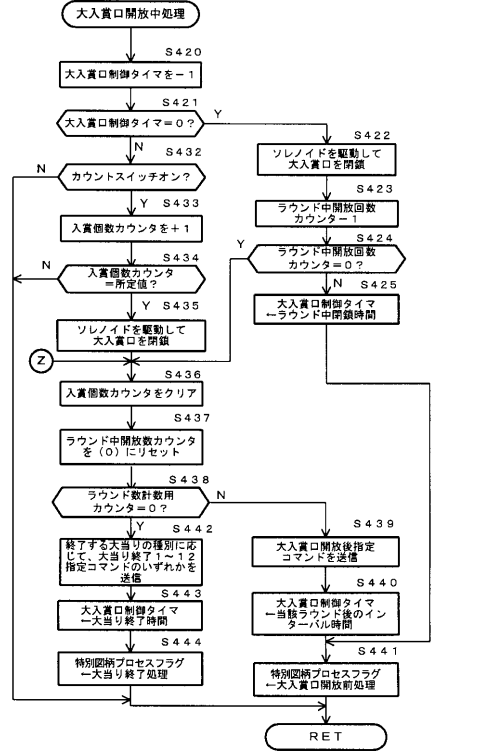 大入賞口開放中処理
S420
大入賞口制御タイマを－1
S421
大入賞口制御タイマ＝0？
Y
N
S422
ソレノイドを駆動して
大入賞口を閉鎖
S432
カウントスイッチオン？
N
Y
S423
ラウンド中開放回数
カウンタ－1
S433
入賞個数カウンタを＋1
S424
ラウンド中開放回数
カウンタ＝0？
Y
N
S434
入賞個数カウンタ
＝所定値？
N
Y
S425
大入賞口制御タイマ
←ラウンド中閉鎖時間
S435
ソレノイドを駆動して
大入賞口を閉鎖
Z
S436
入賞個数カウンタをクリア
S437
ラウンド中開放数カウンタ
を（0）にリセット
S438
ラウンド数計数用
カウンタ＝0？
N
Y
S442
終了する大当りの種別に応
じて、大当り終了1～12
指定コマンドのいずれかを
送信
S439
大入賞口開放後指定
コマンドを送信
S443
大入賞口制御タイマ
←大当り終了時間
S440
大入賞口制御タイマ
←当該ラウンド後のイン
ターバル時間
S444
特別図柄プロセスフラグ
←大当り終了処理
S441
特別図柄プロセスフラグ
←大入賞口開放前処理
RET